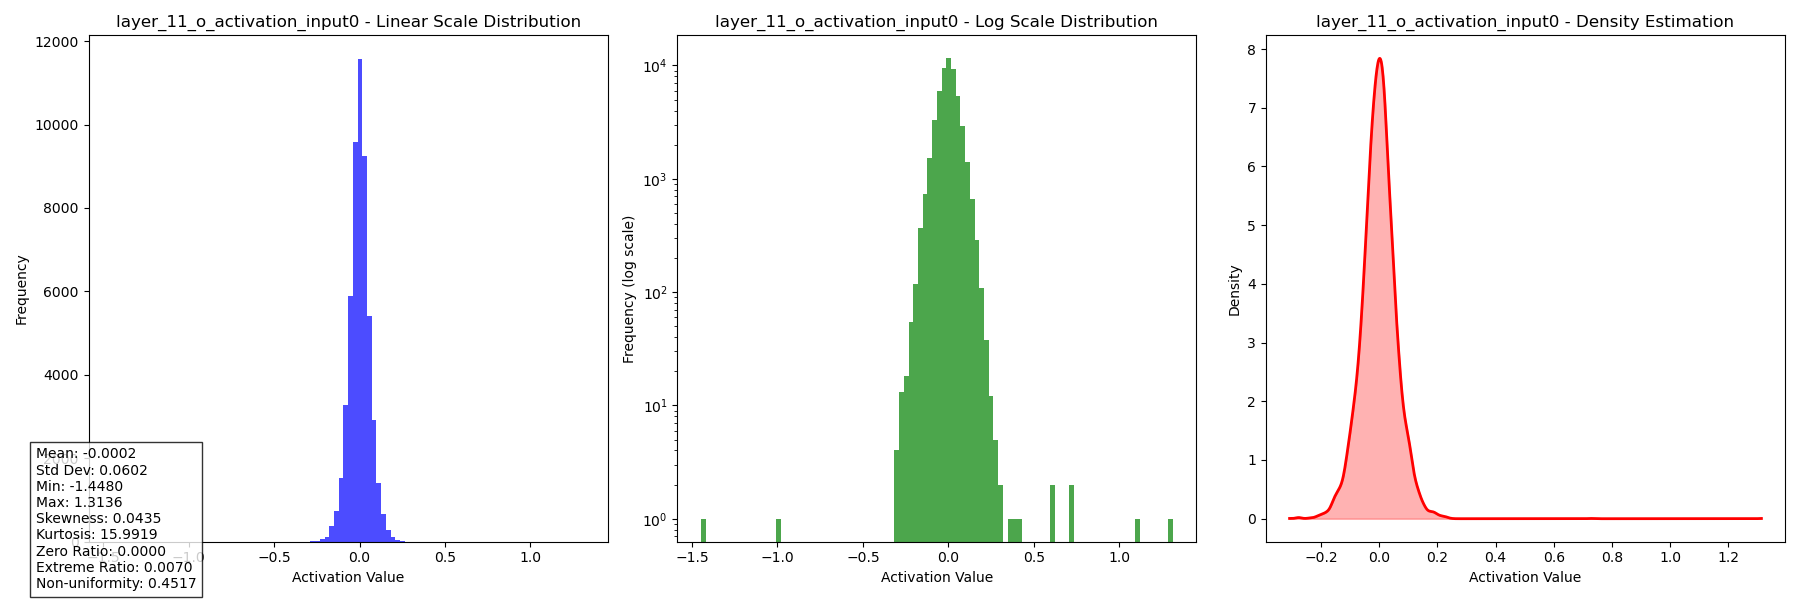 layer_11_o_activation_input0 - Linear Scale Distribution
12000
10000
8000
6000
4000
Frequency
−0.5
0.0
0.5
1.0
Activation Value
Mean: -0.0002
Std Dev: 0.0602
Min: -1.4480
Max: 1.3136
Skewness: 0.0435
Kurtosis: 15.9919
Zero Ratio: 0.0000
Extreme Ratio: 0.0070
Non-uniformity: 0.4517
layer_11_o_activation_input0 - Log Scale Distribution
10⁴
10³
10²
10¹
10⁰
Frequency (log scale)
−1.5
−1.0
−0.5
0.0
0.5
1.0
Activation Value
layer_11_o_activation_input0 - Density Estimation
8
7
6
5
4
3
2
1
0
Density
−0.2
0.0
0.2
0.4
0.6
0.8
1.0
1.2
Activation Value